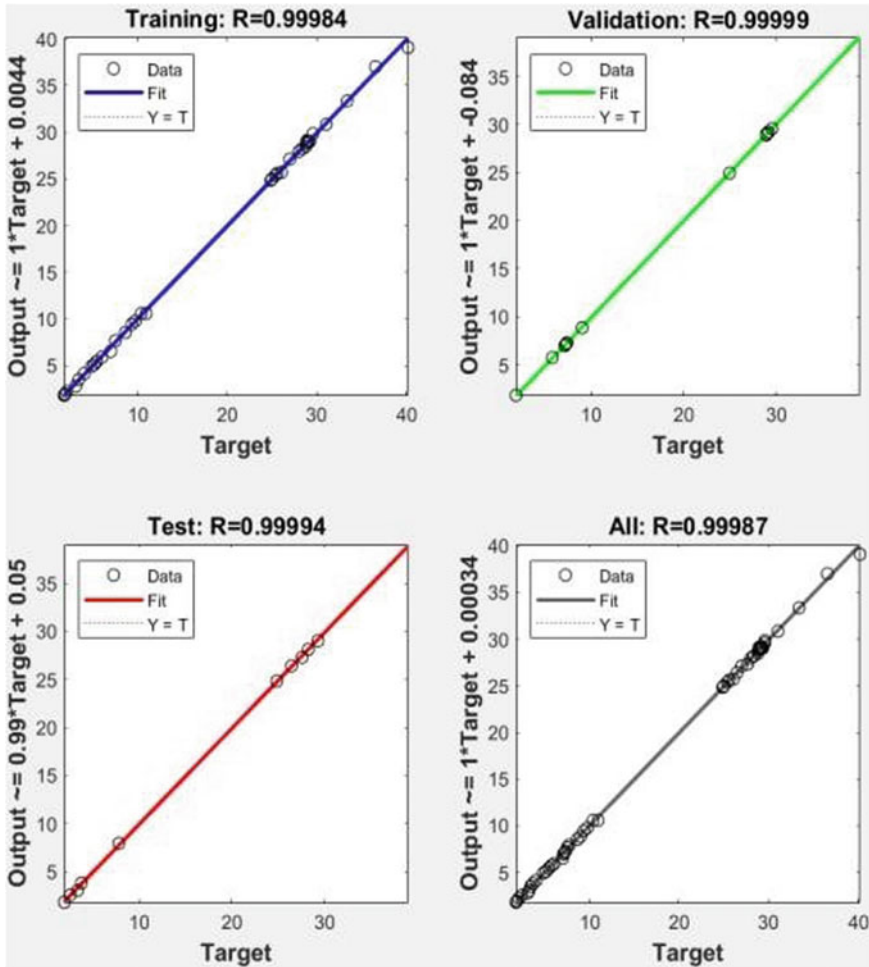 Training: R=0.99984
Output ~= 1*Target + 0.0044
40
35
30
25
20
15
10
5
Data
Fit
Y = T
10
20
30
40
Target
Validation: R=0.99999
Output ~= 1*Target + -0.084
35
30
25
20
15
10
5
Data
Fit
Y = T
10
20
30
Target
Test: R=0.99994
Output ~= 0.99*Target + 0.05
35
30
25
20
15
10
5
Data
Fit
Y = T
10
20
30
Target
All: R=0.99987
Output ~= 1*Target + 0.00034
40
35
30
25
20
15
10
5
Data
Fit
Y = T
10
20
30
40
Target